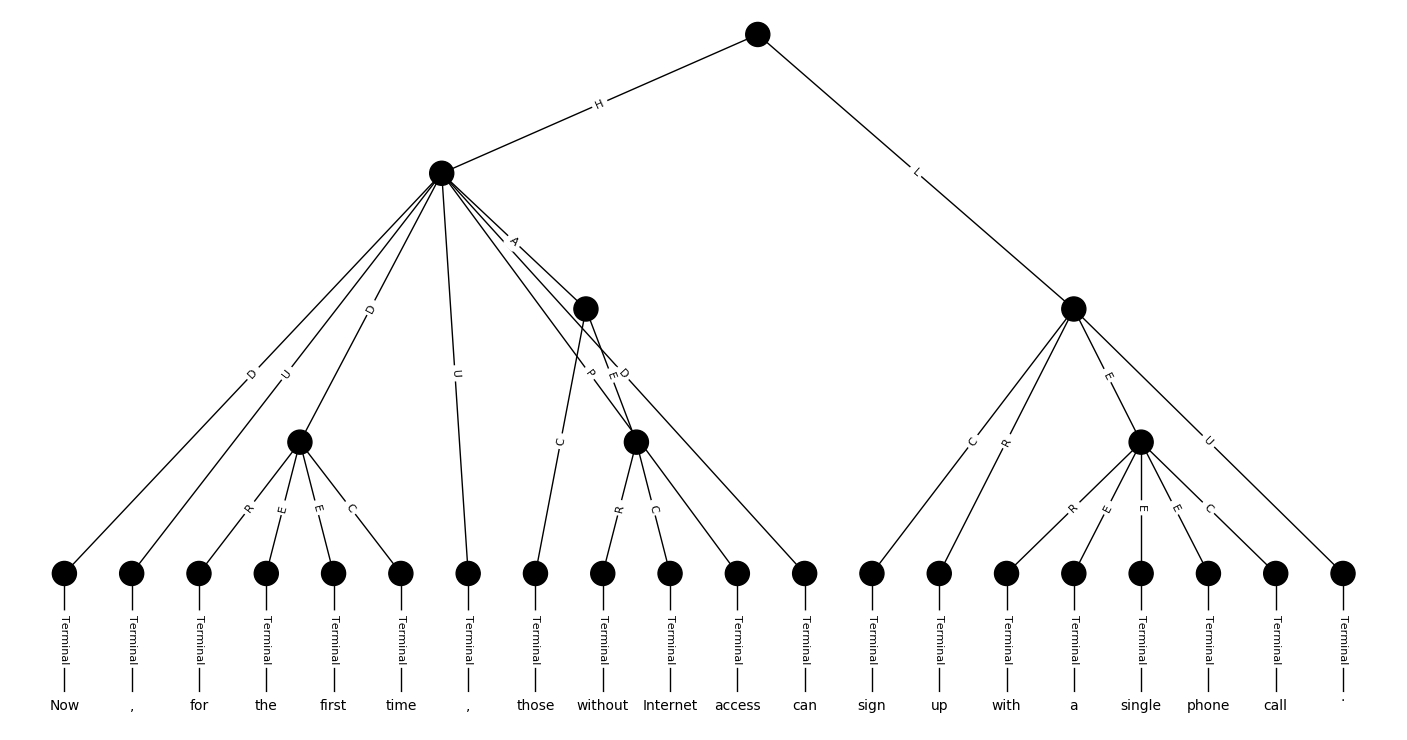 H
L
A
D
D U U P E D E U
C C R
R E E C R C R E E E C
Terminal Terminal Terminal Terminal Terminal Terminal Terminal Terminal Terminal Terminal Terminal Terminal Terminal Terminal Terminal Terminal Terminal Terminal Terminal Terminal
Now , for the first time , those without Internet access can sign up with a single phone call .